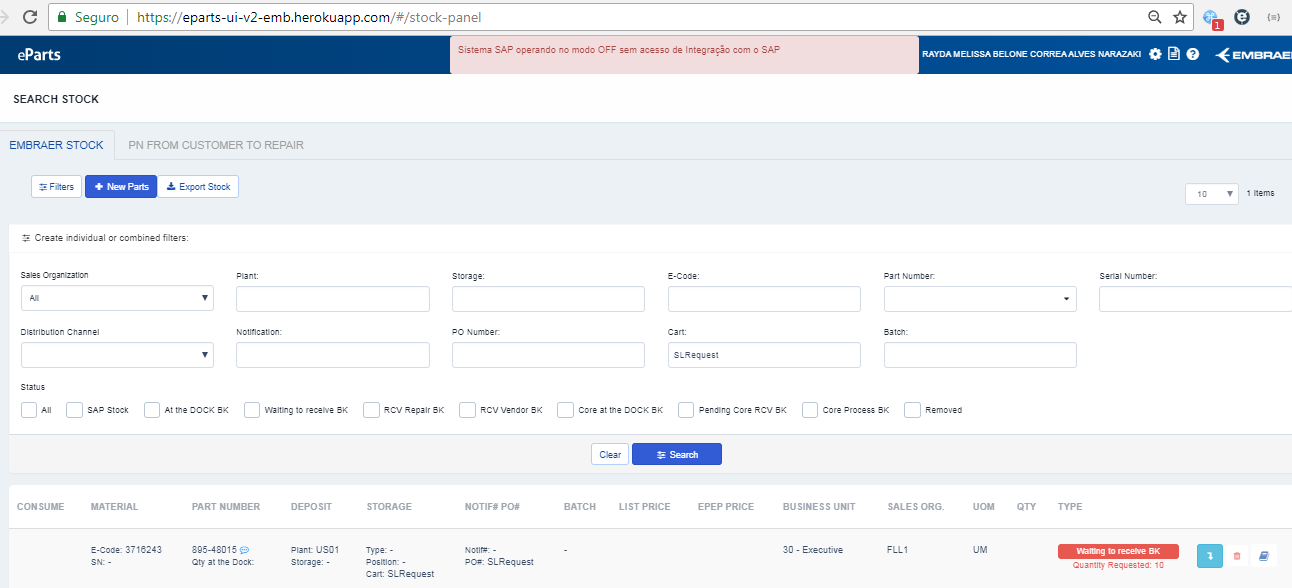 Seguro
https://eparts-ui-v2-emb.herokuapp.com/#/stock-panel
1
eParts
Sistema SAP operando no modo OFF sem acesso de Integração com o SAP
RAYDA MELISSA BELONE CORREA ALVES NARAZAKI
EMBRAE
SEARCH STOCK
EMBRAER STOCK
PN FROM CUSTOMER TO REPAIR
Filters
New Parts
Export Stock
10
1 Items
Create individual or combined filters:
Sales Organization
Plant:
Storage:
E-Code:
Part Number:
Serial Number:
All
Distribution Channel
Notification:
PO Number:
Cart:
Batch:
SLRequest
Status
All
SAP Stock
At the DOCK BK
Waiting to receive BK
RCV Repair BK
RCV Vendor BK
Core at the DOCK BK
Pending Core RCV BK
Core Process BK
Removed
Clear
Search
CONSUME MATERIAL PART NUMBER DEPOSIT STORAGE NOTIF# PO# BATCH LIST PRICE EPEP PRICE BUSINESS UNIT SALES ORG. UOM QTY TYPE
E-Code: 3716243
SN: -
895-48015
Qty at the Dock:
Plant: US01
Storage: -
Type: -
Position: -
Cart: SLRequest
Notif#: -
PO#: SLRequest
-
30 - Executive
FLL1
UM
Waiting to receive BK
Quantity Requested: 10